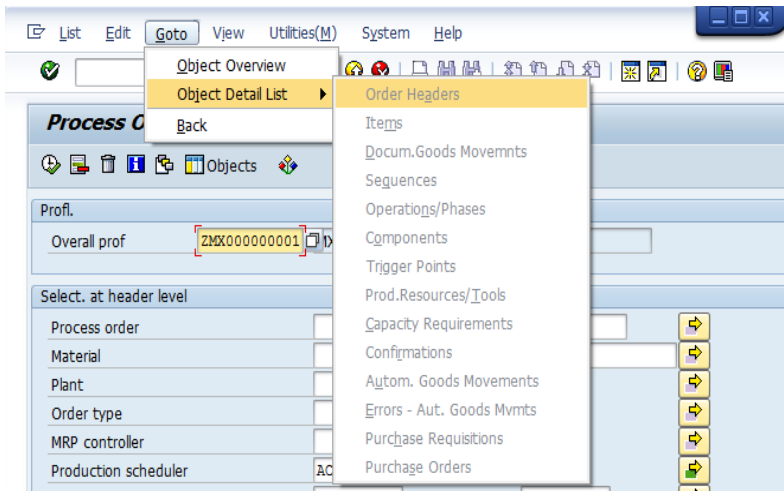 List Edit Goto View Utilities(M) System Help
Object Overview
Object Detail List
Back
Order Headers
Items
Docum.Goods Movemnts
Sequences
Operations/Phases
Components
Trigger Points
Prod.Resources/Tools
Capacity Requirements
Confirmations
Autom. Goods Movements
Errors - Aut. Goods Mvmts
Purchase Requisitions
Purchase Orders
Process O
Objects
Profl.
Overall prof ZMX000000001
Select. at header level
Process order
Material
Plant
Order type
MRP controller
Production scheduler AC